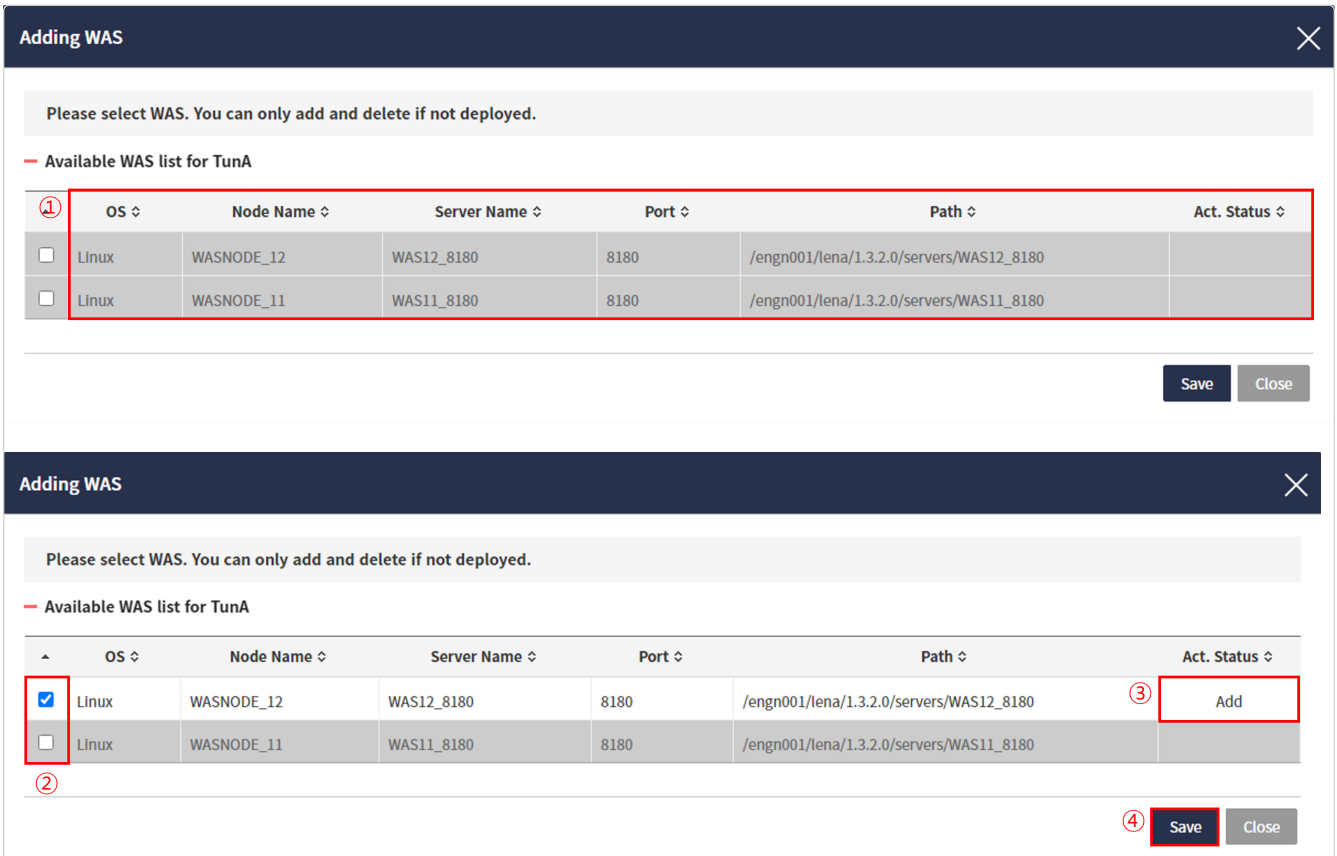 Adding WAS
Please select WAS. You can only add and delete if not deployed.
Available WAS list for TunA
① OS Node Name Server Name Port Path Act. Status
Linux WASNODE_12 WAS12_8180 8180 /engn001/lena/1.3.2.0/servers/WAS12_8180
Linux WASNODE_11 WAS11_8180 8180 /engn001/lena/1.3.2.0/servers/WAS11_8180
Save Close
Adding WAS
Please select WAS. You can only add and delete if not deployed.
Available WAS list for TunA
OS Node Name Server Name Port Path Act. Status
Linux WASNODE_12 WAS12_8180 8180 /engn001/lena/1.3.2.0/servers/WAS12_8180 ③ Add
Linux WASNODE_11 WAS11_8180 8180 /engn001/lena/1.3.2.0/servers/WAS11_8180
②
④ Save Close